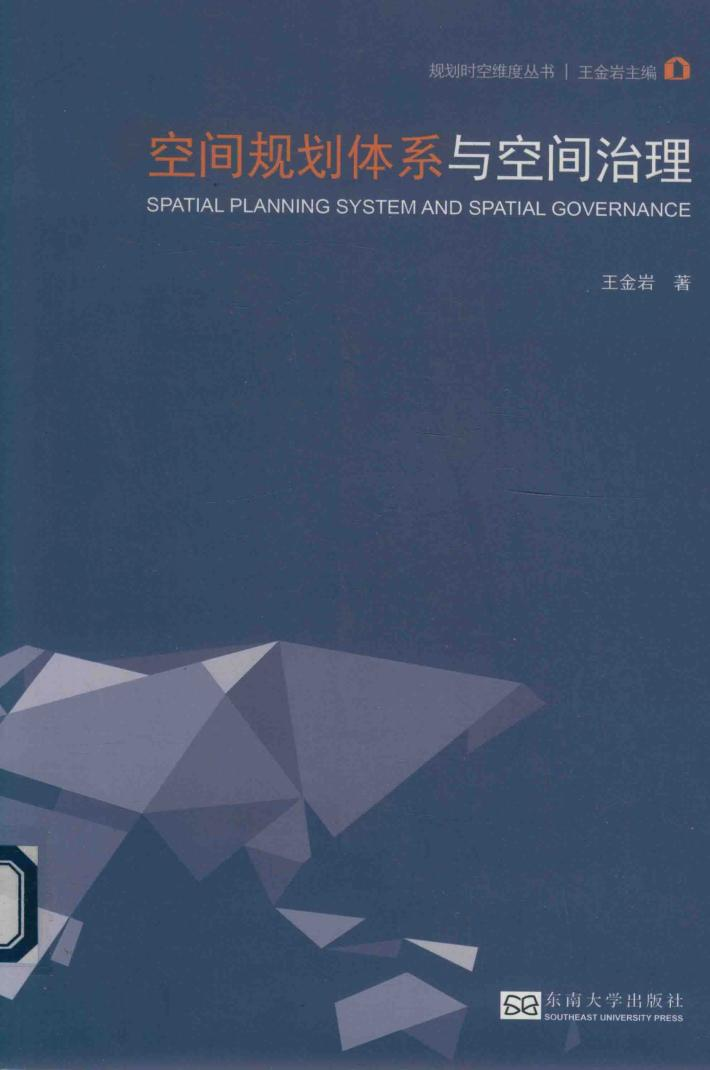 规划时空维度丛书 | 王金岩主编
空间规划体系与空间治理
SPATIAL PLANNING SYSTEM AND SPATIAL GOVERNANCE
王金岩 著
东南大学出版社
SOUTHEAST UNIVERSITY PRESS